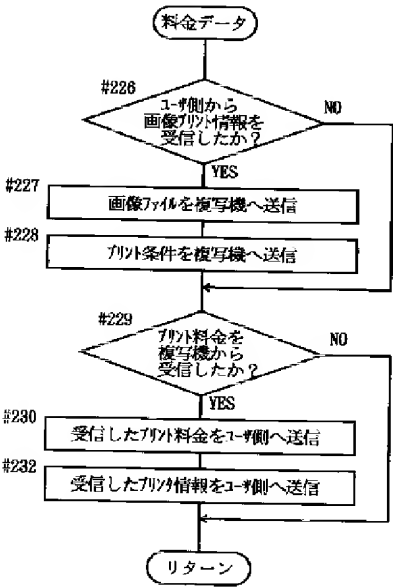 料金データ
#226
ユーザ側から
画像プリント情報を
受信したか?
NO
YES
#227
画像ファイルを複写機へ送信
#228
プリント条件を複写機へ送信
#229
プリント料金を
複写機から
受信したか?
NO
YES
#230
受信したプリント料金をユーザ側へ送信
#232
受信したプリンタ情報をユーザ側へ送信
リターン